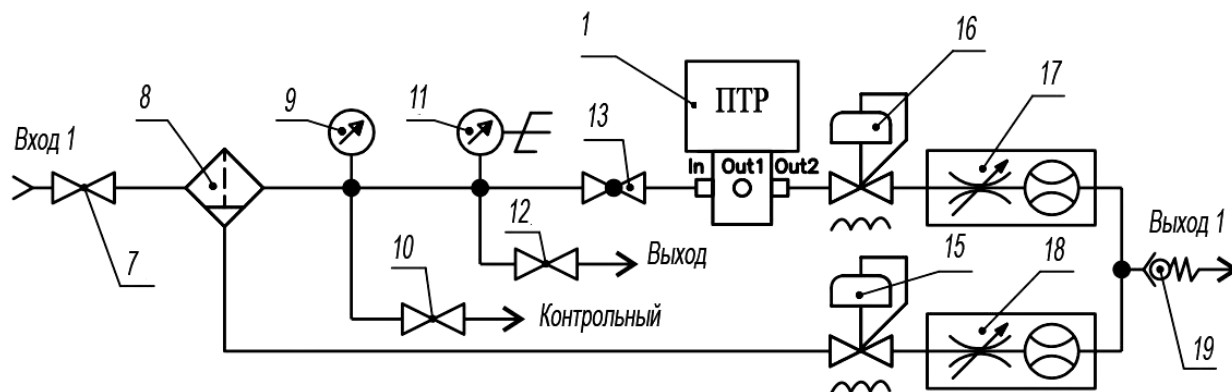 1
16
8
9
11
13
ПТР
17
Вход 1
In
Out1
Out2
12
Выход
15
18
Выход 1
7
10
Контрольный
19